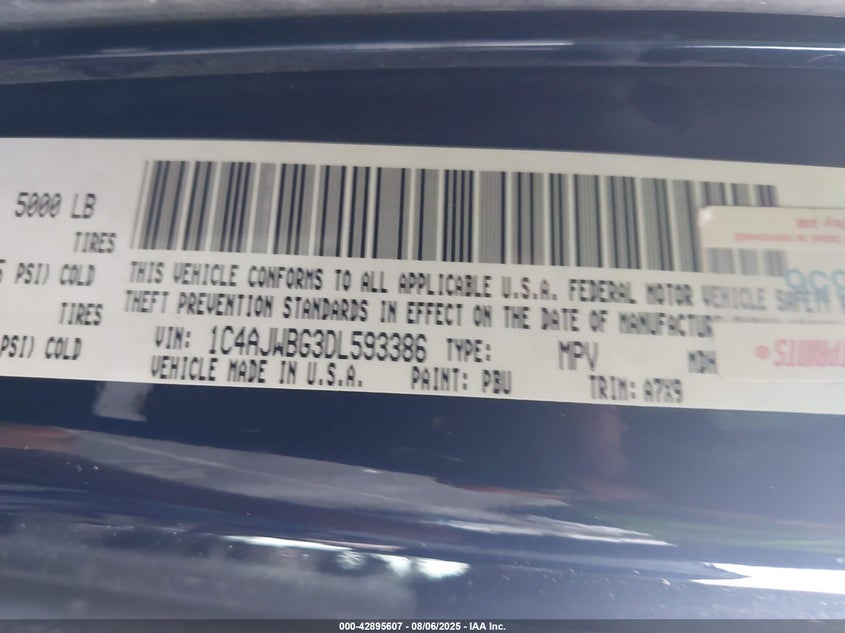 5000 LB
TIRES
PSI) COLD
TIRES
PSI) COLD
THIS VEHICLE CONFORMS TO ALL APPLICABLE U.S.A. FEDERAL MOTOR VEHICLE SAFETY
THEFT PREVENTION STANDARDS IN EFFECT ON THE DATE OF MANUFACTUR
VIN: 1C4AJWBG3DL593386 TYPE: MPV MDH
VEHICLE MADE IN U.S.A. PAINT: PBU TRIM: A7X9
000-42895607 - 08/06/2025 - IAA Inc.